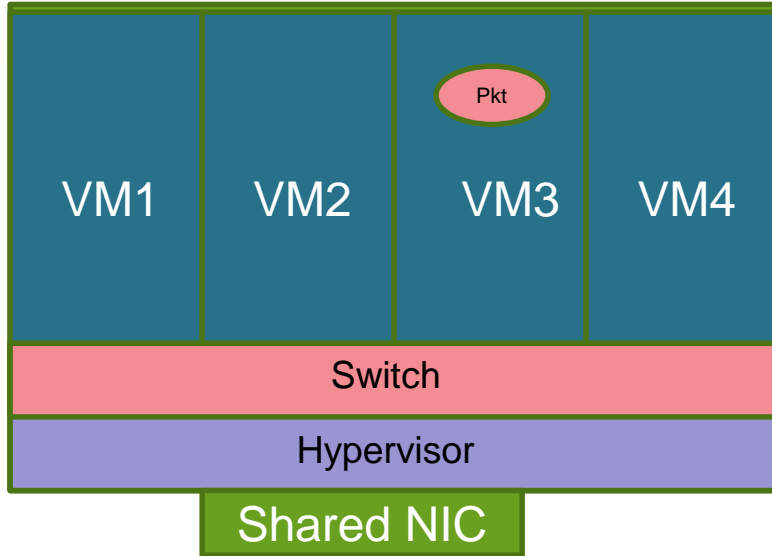 Pkt
VM1 VM2 VM3 VM4
Switch
Hypervisor
Shared NIC